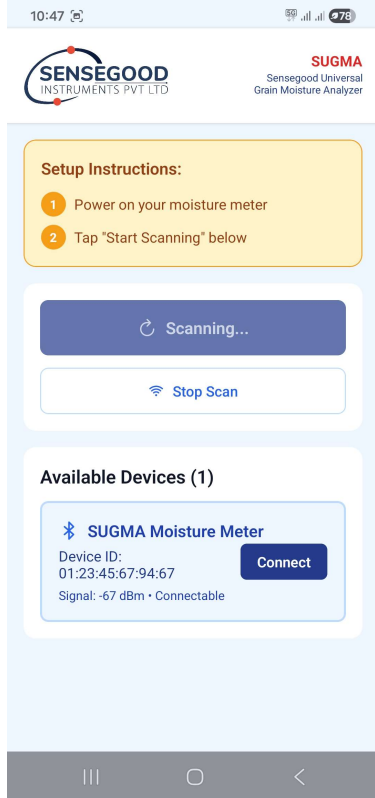 10:47
5G
78
SENSEGOOD
INSTRUMENTS PVT LTD
SUGMA
Sensegood Universal
Grain Moisture Analyzer
Setup Instructions:
1 Power on your moisture meter
2 Tap "Start Scanning" below
Scanning...
Stop Scan
Available Devices (1)
SUGMA Moisture Meter
Device ID:
01:23:45:67:94:67
Connect
Signal: -67 dBm • Connectable